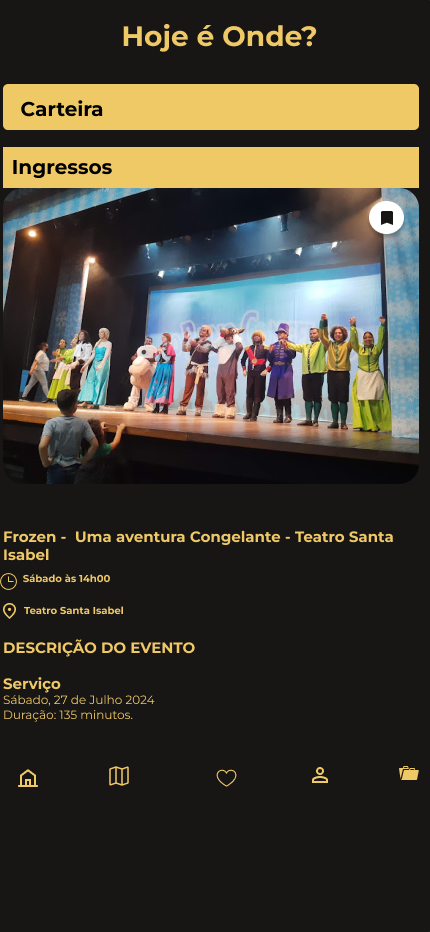 Hoje é Onde?
Carteira
Ingressos
Frozen - Uma aventura Congelante - Teatro Santa
Isabel
Sábado às 14h00
Teatro Santa Isabel
DESCRIÇÃO DO EVENTO
Serviço
Sábado, 27 de Julho 2024
Duração: 135 minutos.